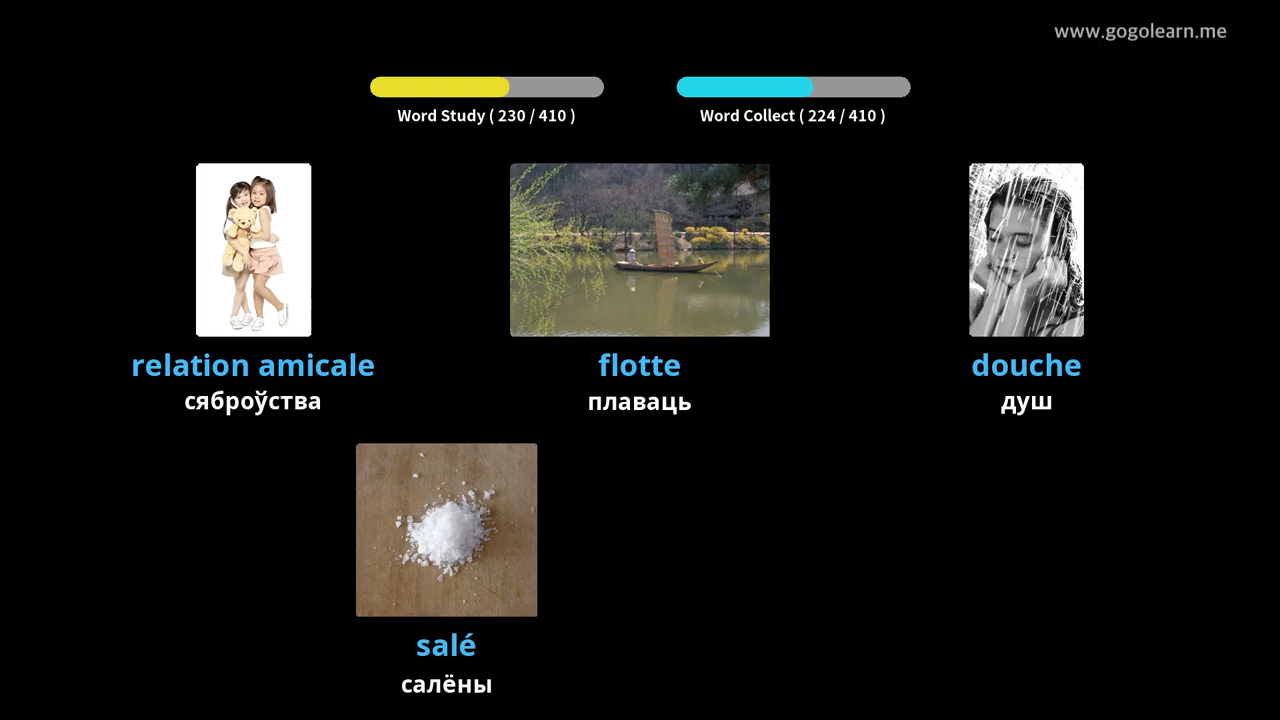 www.gogolearn.me
Word Study ( 230 / 410 )
Word Collect ( 224 / 410 )
relation amicale
сяброўства
flotte
плаваць
douche
душ
salé
салёны